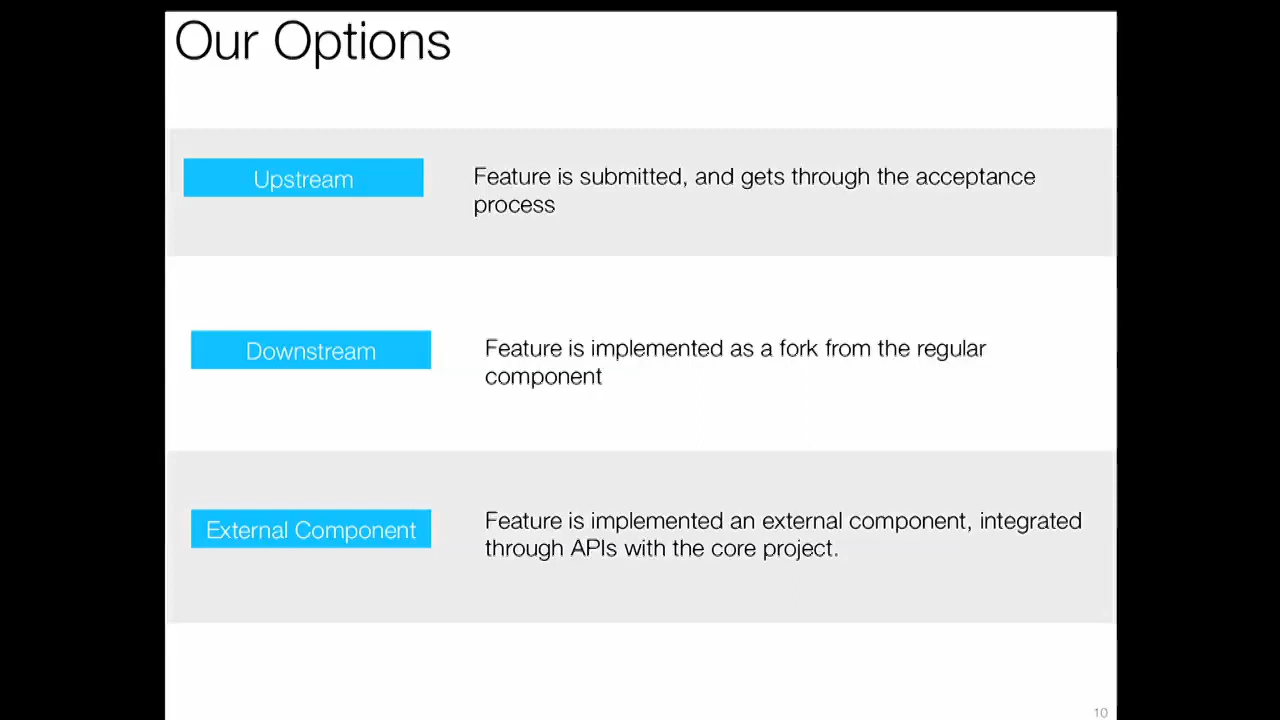 Our Options
Upstream
Feature is submitted, and gets through the acceptance
process
Downstream
Feature is implemented as a fork from the regular
component
External Component
Feature is implemented an external component, integrated
through APIs with the core project.
10